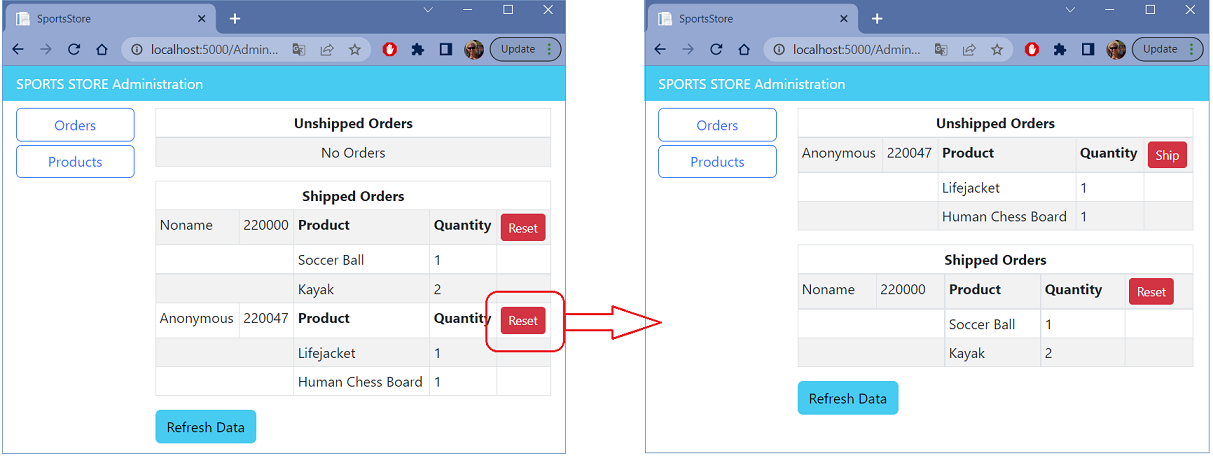 SportsStore
localhost:5000/Admin... Update
SPORTS STORE Administration
Orders
Products
Unshipped Orders
No Orders
Shipped Orders
Noname 220000 Product Quantity Reset
Soccer Ball 1
Kayak 2
Anonymous 220047 Product Quantity Reset
Lifejacket 1
Human Chess Board 1
Refresh Data
SportsStore
localhost:5000/Admin... Update
SPORTS STORE Administration
Orders
Products
Unshipped Orders
Anonymous 220047 Product Quantity Ship
Lifejacket 1
Human Chess Board 1
Shipped Orders
Noname 220000 Product Quantity Reset
Soccer Ball 1
Kayak 2
Refresh Data